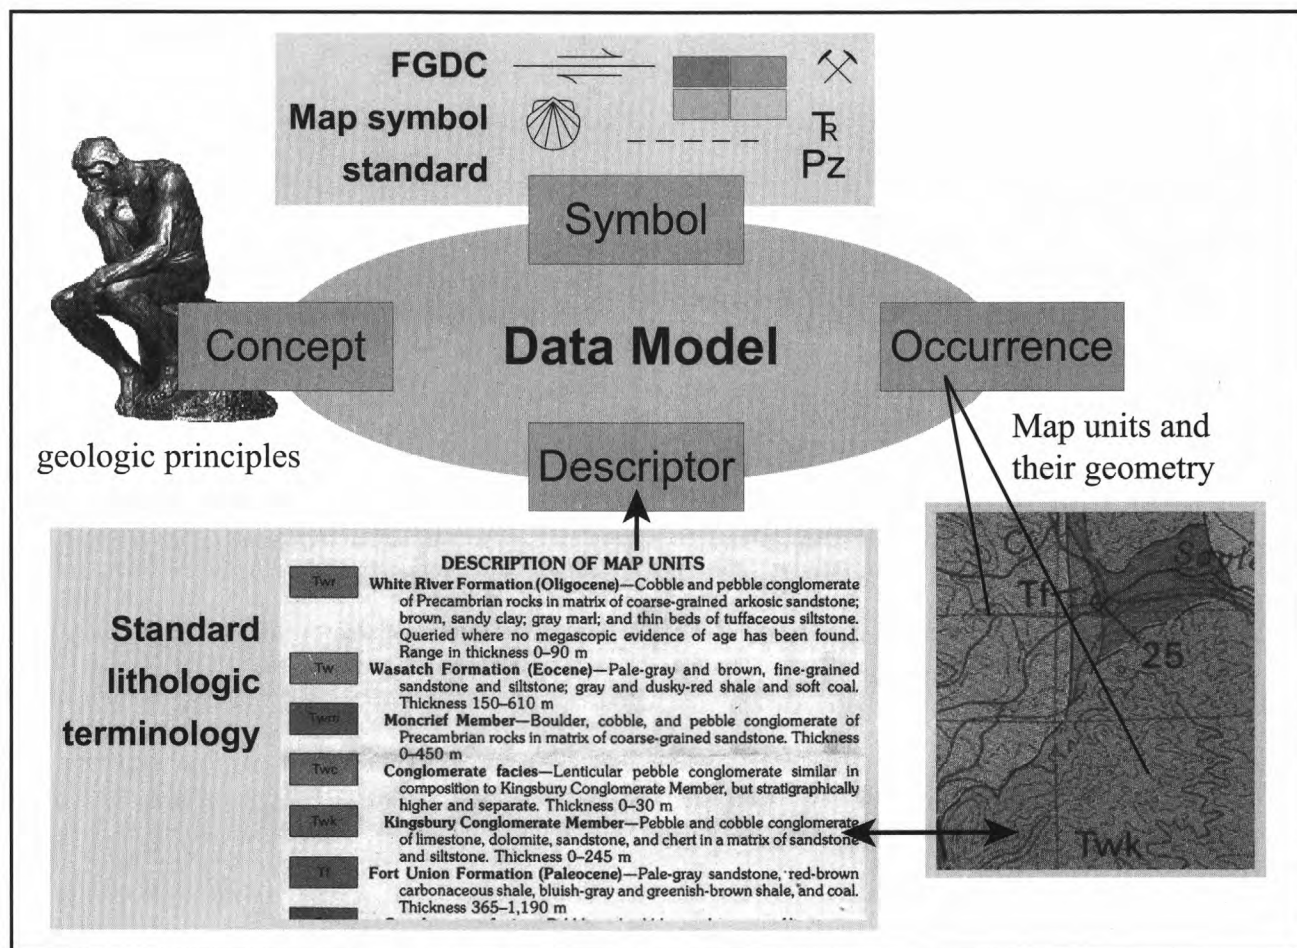 FGDC
Map symbol
standard
TR
Pz
Symbol
Concept
Data Model
Occurrence
geologic principles
Descriptor
Map units and
their geometry
Standard
lithologic
terminology
DESCRIPTION OF MAP UNITS
Twr
White River Formation (Oligocene)—Cobble and pebble conglomerate
of Precambrian rocks in matrix of coarse-grained arkosic sandstone;
brown, sandy clay; gray marl; and thin beds of tuffaceous siltstone.
Queried where no megascopic evidence of age has been found.
Range in thickness 0–90 m
Tw
Wasatch Formation (Eocene)—Pale-gray and brown, fine-grained
sandstone and siltstone; gray and dusky-red shale and soft coal.
Thickness 150–610 m
Twm
Moncrief Member—Boulder, cobble, and pebble conglomerate of
Precambrian rocks in matrix of coarse-grained sandstone. Thickness
0–450 m
Twc
Conglomerate facies—Lenticular pebble conglomerate similar in
composition to Kingsbury Conglomerate Member, but stratigraphically
higher and separate. Thickness 0–30 m
Twk
Kingsbury Conglomerate Member—Pebble and cobble conglomerate
of limestone, dolomite, sandstone, and chert in a matrix of sandstone
and siltstone. Thickness 0–245 m
Tf
Fort Union Formation (Paleocene)—Pale-gray sandstone, red-brown
carbonaceous shale, bluish-gray and greenish-brown shale, and coal.
Thickness 365–1,190 m
C
Tf
25
Twk